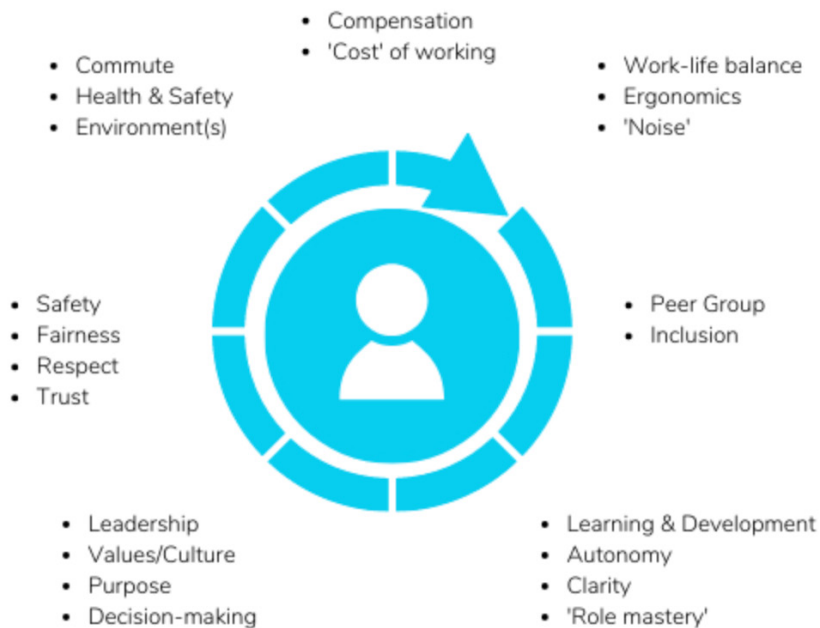 • Compensation
• 'Cost' of working
• Commute
• Health & Safety
• Environment(s)
• Work-life balance
• Ergonomics
• 'Noise'
• Safety
• Fairness
• Respect
• Trust
• Peer Group
• Inclusion
• Leadership
• Values/Culture
• Purpose
• Decision-making
• Learning & Development
• Autonomy
• Clarity
• 'Role mastery'